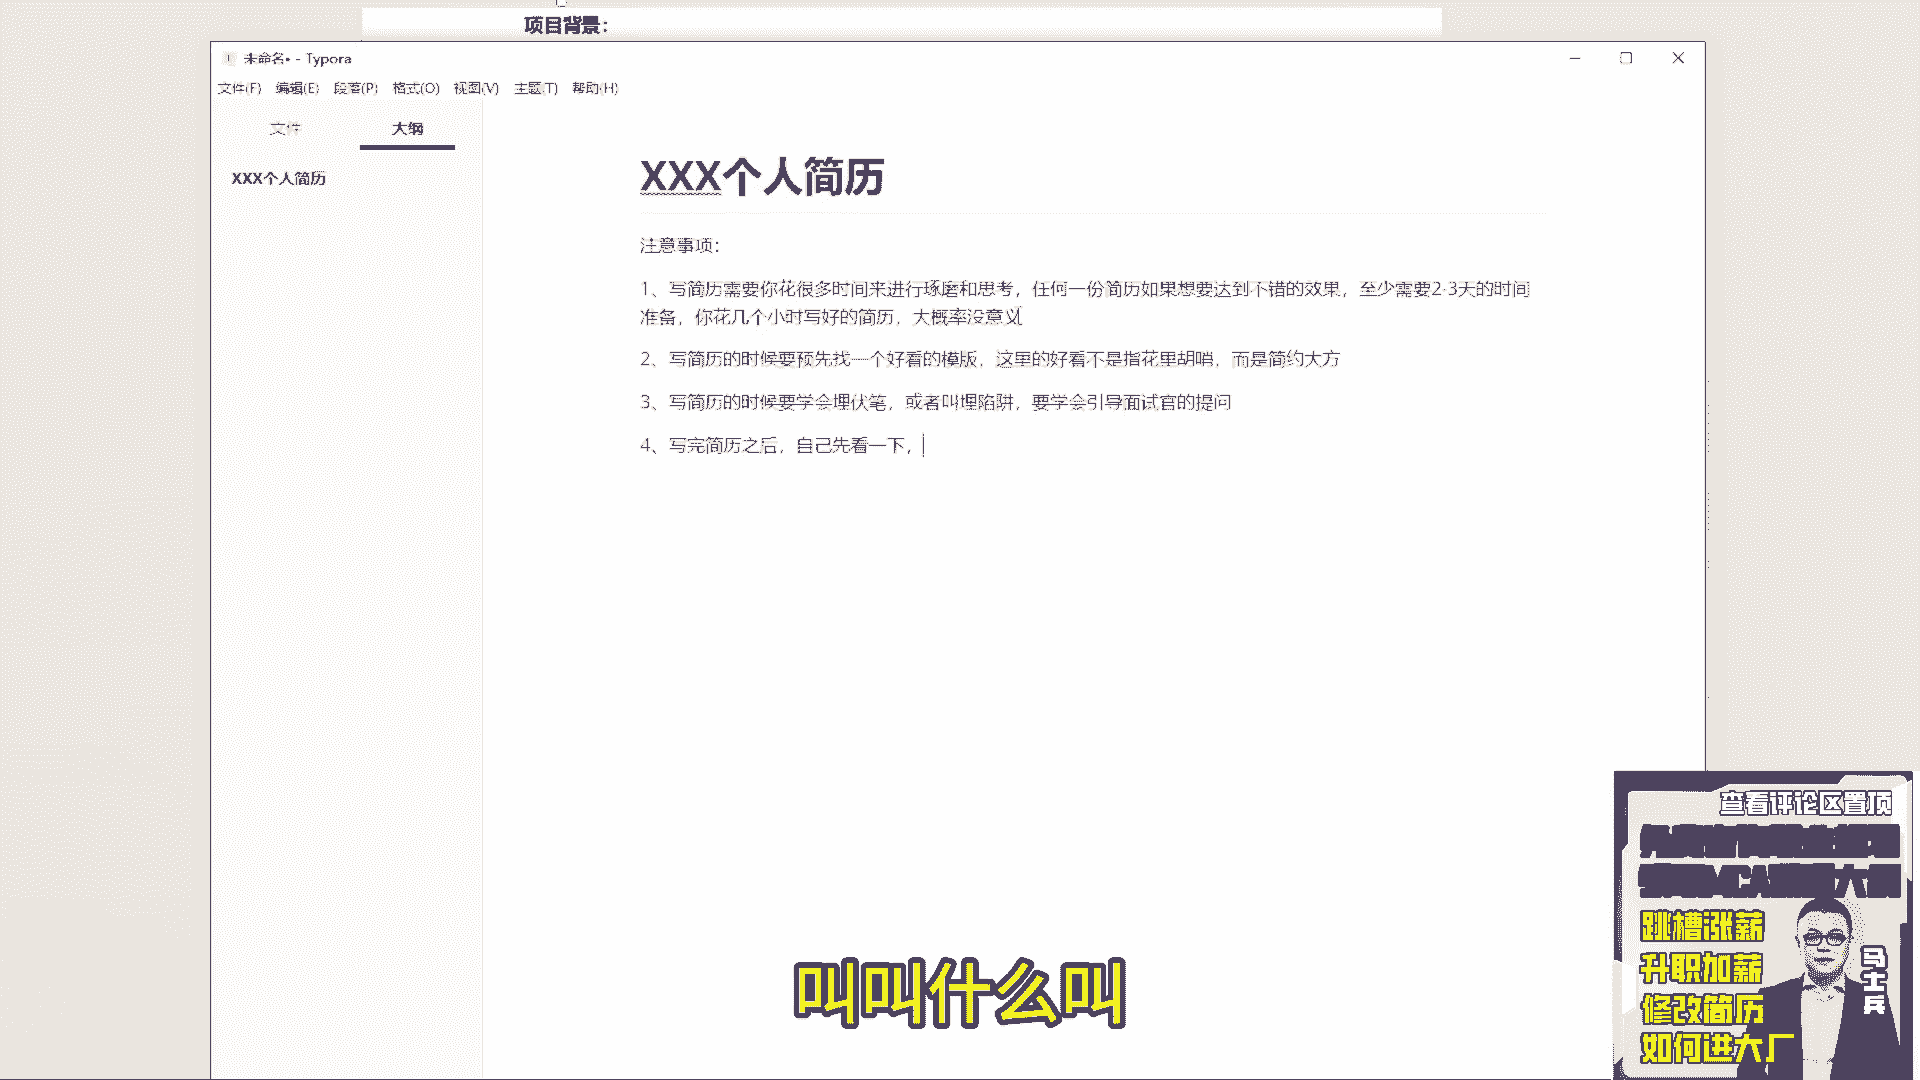 项目背景：
未命名• - Typora
文件(F) 编辑(E) 段落(P) 格式(O) 视图(V) 主题(T) 帮助(H)
文件 大纲
XXX个人简历
XXX个人简历
注意事项：
1、写简历需要你花很多时间来进行琢磨和思考，任何一份简历如果想要达到不错的效果，至少需要2-3天的时间
准备，你花几个小时写好的简历，大概率没意义
2、写简历的时候要预先找一个好看的模版，这里的好看不是指花里胡哨，而是简约大方
3、写简历的时候要学会埋伏笔，或者叫埋陷阱，要学会引导面试官的提问
4、写完简历之后，自己先看一下，
叫叫什么叫
查看评论区置顶
跳槽涨薪
升职加薪
修改简历
如何进大厂
马士兵